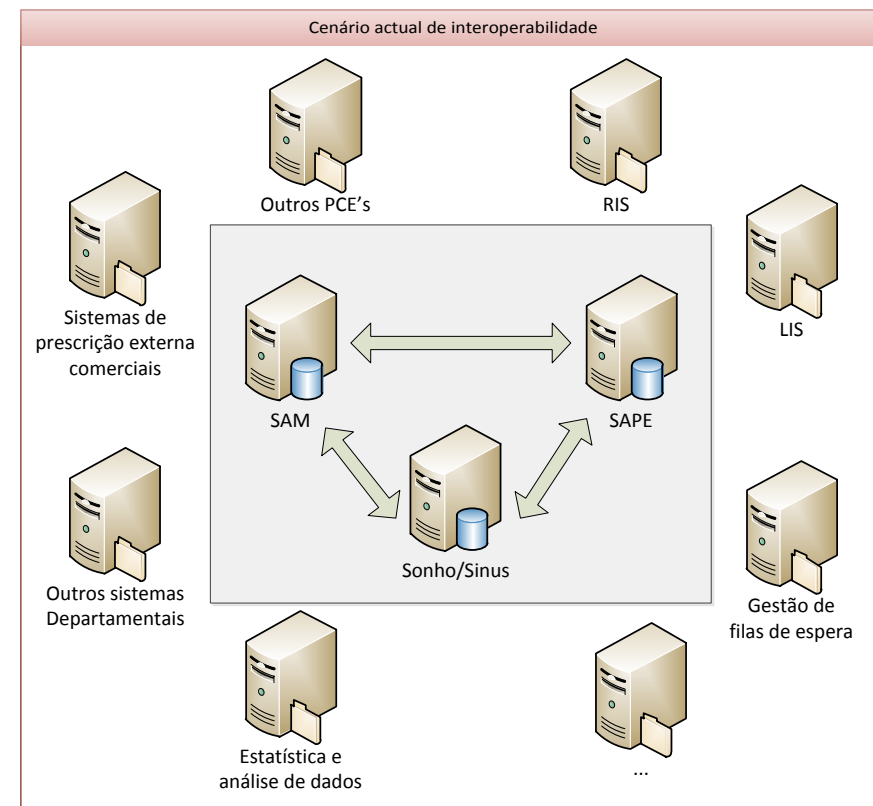 Cenário actual de interoperabilidade
Outros PCE's
RIS
Sistemas de
prescrição externa
comerciais
LIS
SAM
SAPE
Sonho/Sinus
Outros sistemas
Departamentais
Gestão de
filas de espera
Estatística e
análise de dados
...